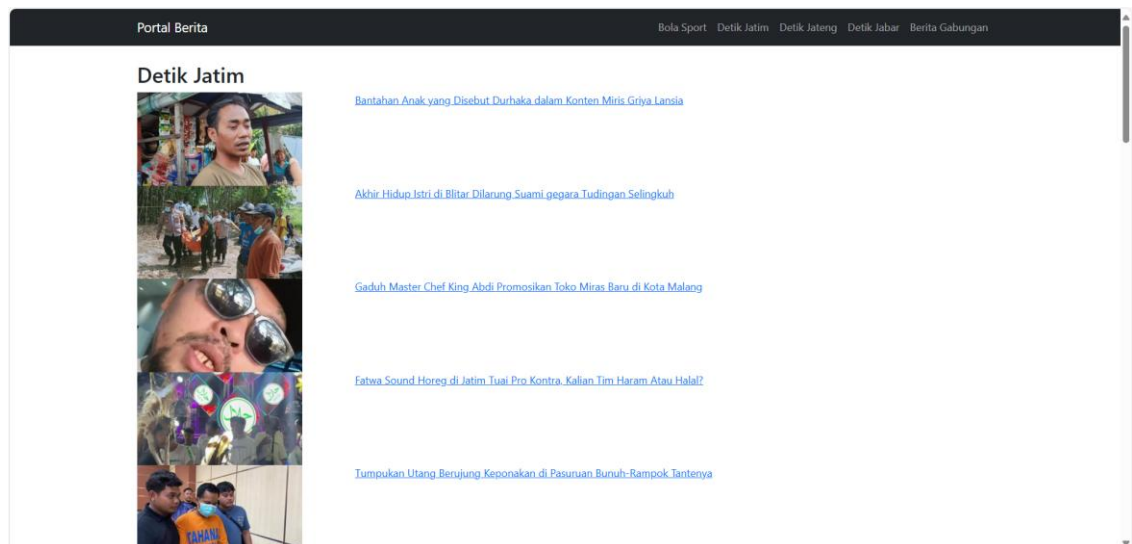 Portal Berita
Bola Sport Detik Jatim Detik Jateng Detik Jabar Berita Gabungan
Detik Jatim
Bantahan Anak yang Disebut Durhaka dalam Konten Miris Griya Lansia
Akhir Hidup Istri di Blitar Dilarung Suami gegara Tudingan Selingkuh
Gaduh Master Chef King Abdi Promosikan Toko Miras Baru di Kota Malang
Fatwa Sound Horeg di Jatim Tuai Pro Kontra, Kalian Tim Haram Atau Halal?
Tumpukan Utang Berujung Keponakan di Pasuruan Bunuh-Rampok Tantenya
TAHANA